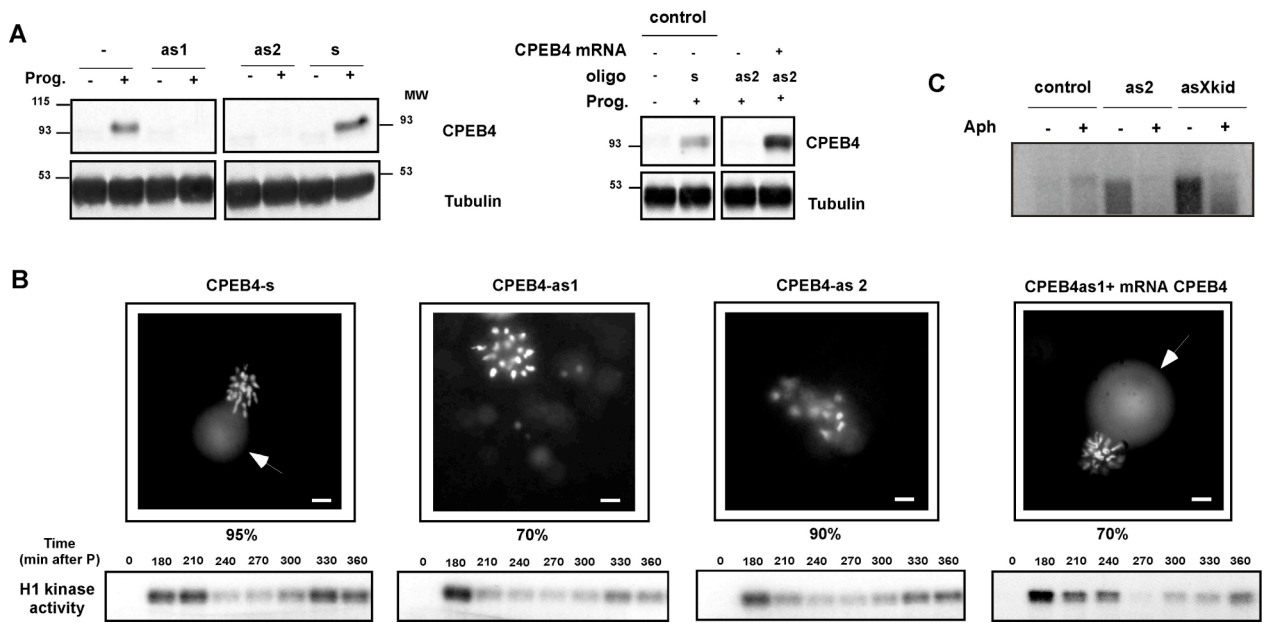 A
- as1 as2 s
Prog. - + - + - + - +
MW
115
93
93
CPEB4
53
53
Tubulin
control
CPEB4 mRNA - - - +
oligo - s as2 as2
Prog. - + + +
93
CPEB4
53
Tubulin
C
control as2 asXkid
Aph - + - + - +
B
CPEB4-s CPEB4-as1 CPEB4-as 2 CPEB4as1+ mRNA CPEB4
95% 70% 90% 70%
Time
(min after P)
0 180 210 240 270 300 330 360 0 180 210 240 270 300 330 360 0 180 210 240 270 300 330 360 0 180 210 240 270 300 330 360
H1 kinase
activity